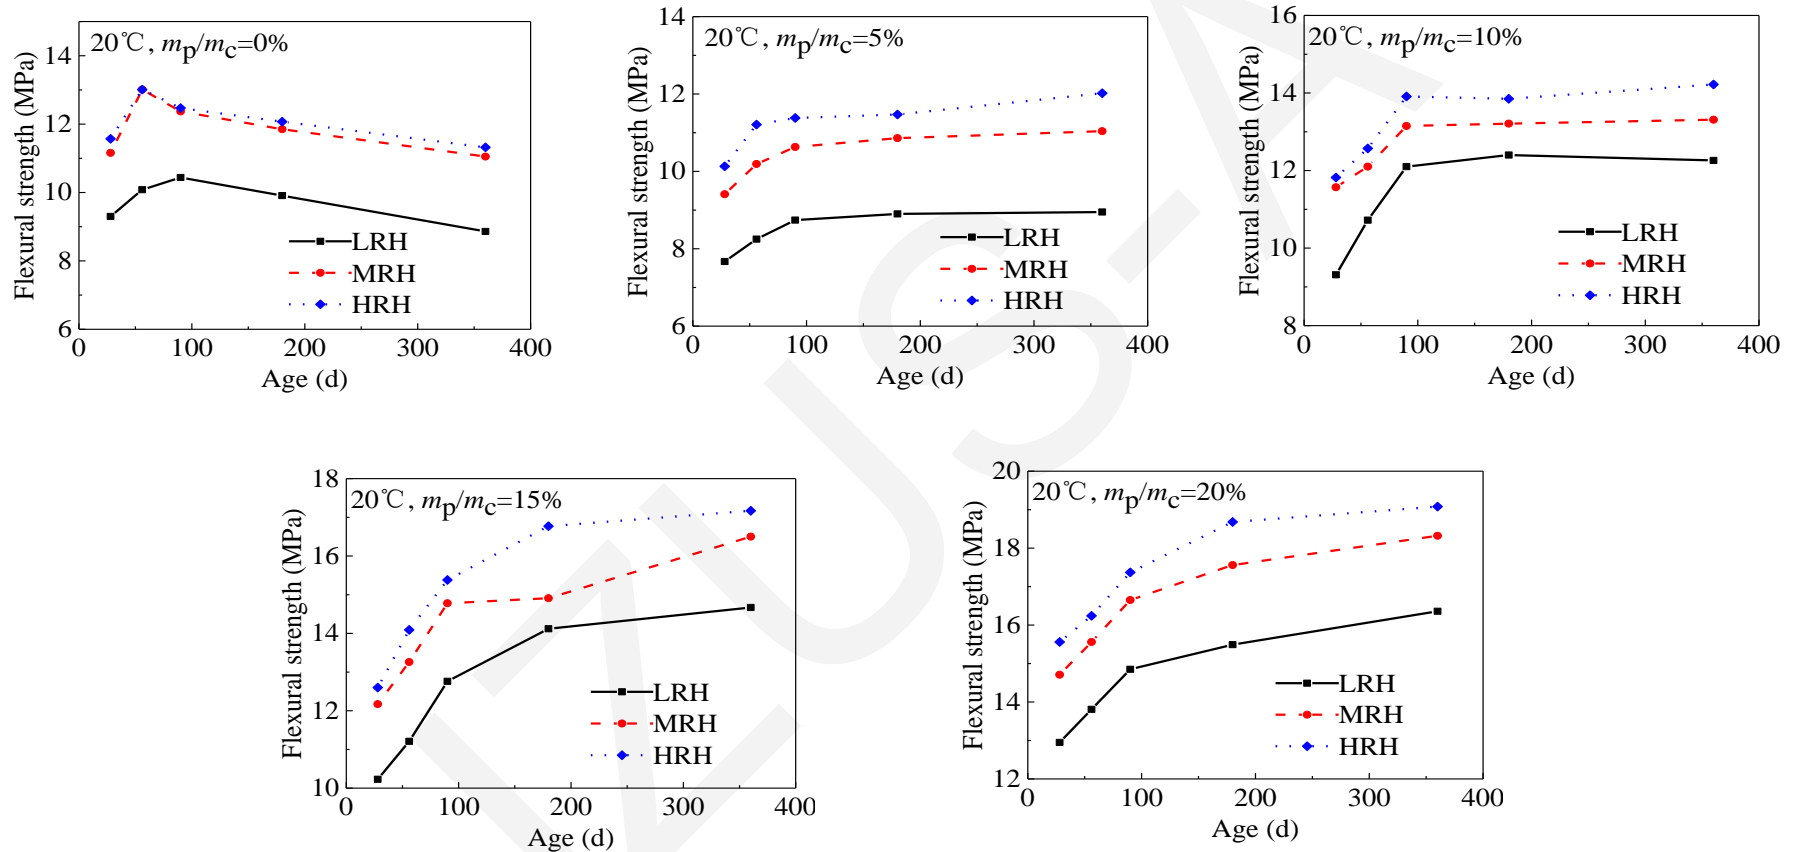 20℃, mp/mc=0%
Flexural strength (MPa)
14
12
10
8
6
LRH
MRH
HRH
0
100
200
300
400
Age (d)
20℃, mp/mc=5%
Flexural strength (MPa)
14
12
10
8
6
LRH
MRH
HRH
0
100
200
300
400
Age (d)
20℃, mp/mc=10%
Flexural strength (MPa)
16
14
12
10
8
LRH
MRH
HRH
0
100
200
300
400
Age (d)
20℃, mp/mc=15%
Flexural strength (MPa)
18
16
14
12
10
LRH
MRH
HRH
0
100
200
300
400
Age (d)
20℃, mp/mc=20%
Flexural strength (MPa)
20
18
16
14
12
LRH
MRH
HRH
0
100
200
300
400
Age (d)
ZUS-A